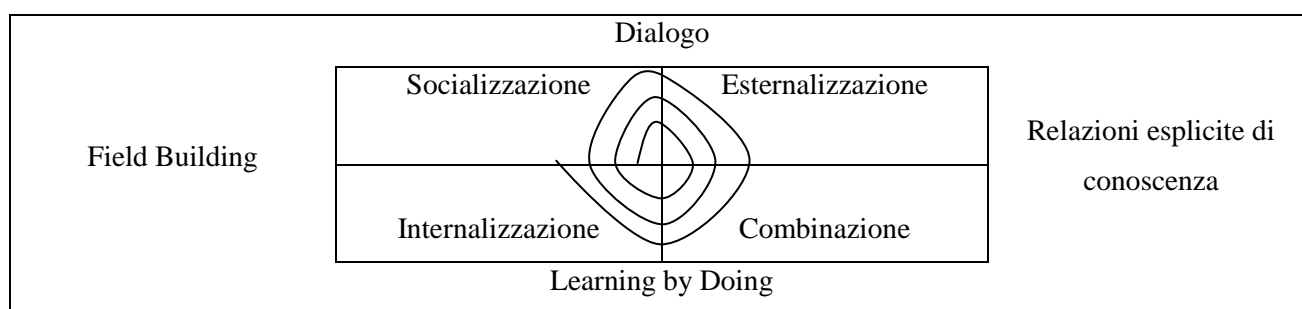 Dialogo
Socializzazione
Esternalizzazione
Field Building
Relazioni esplicite di
conoscenza
Internalizzazione
Combinazione
Learning by Doing